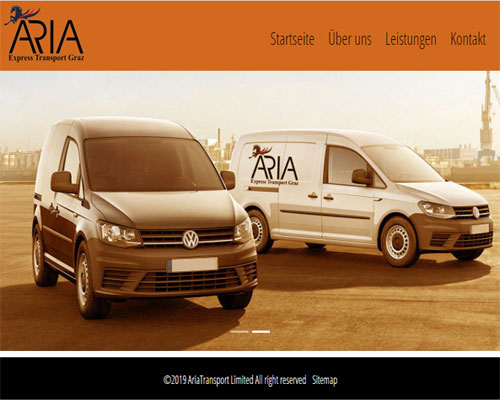 ARIA
Express Transport Graz
Startseite Über uns Leistungen Kontakt
ARIA
Express Transport Graz
©2019 AriaTransport Limited All right reserved Sitemap